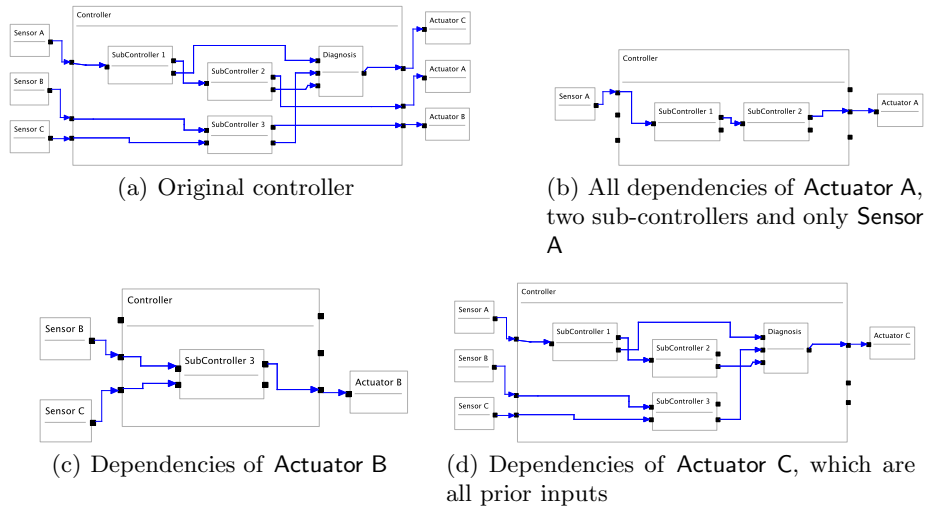 Controller
Sensor A
Sensor B
Sensor C
SubController 1
SubController 2
SubController 3
Diagnosis
Actuator C
Actuator A
Actuator B
(a) Original controller
Controller
Sensor A
SubController 1
SubController 2
Actuator A
(b) All dependencies of Actuator A,
two sub-controllers and only Sensor
A
Controller
Sensor B
Sensor C
SubController 3
Actuator B
(c) Dependencies of Actuator B
Controller
Sensor A
Sensor B
Sensor C
SubController 1
SubController 2
SubController 3
Diagnosis
Actuator C
(d) Dependencies of Actuator C, which are
all prior inputs